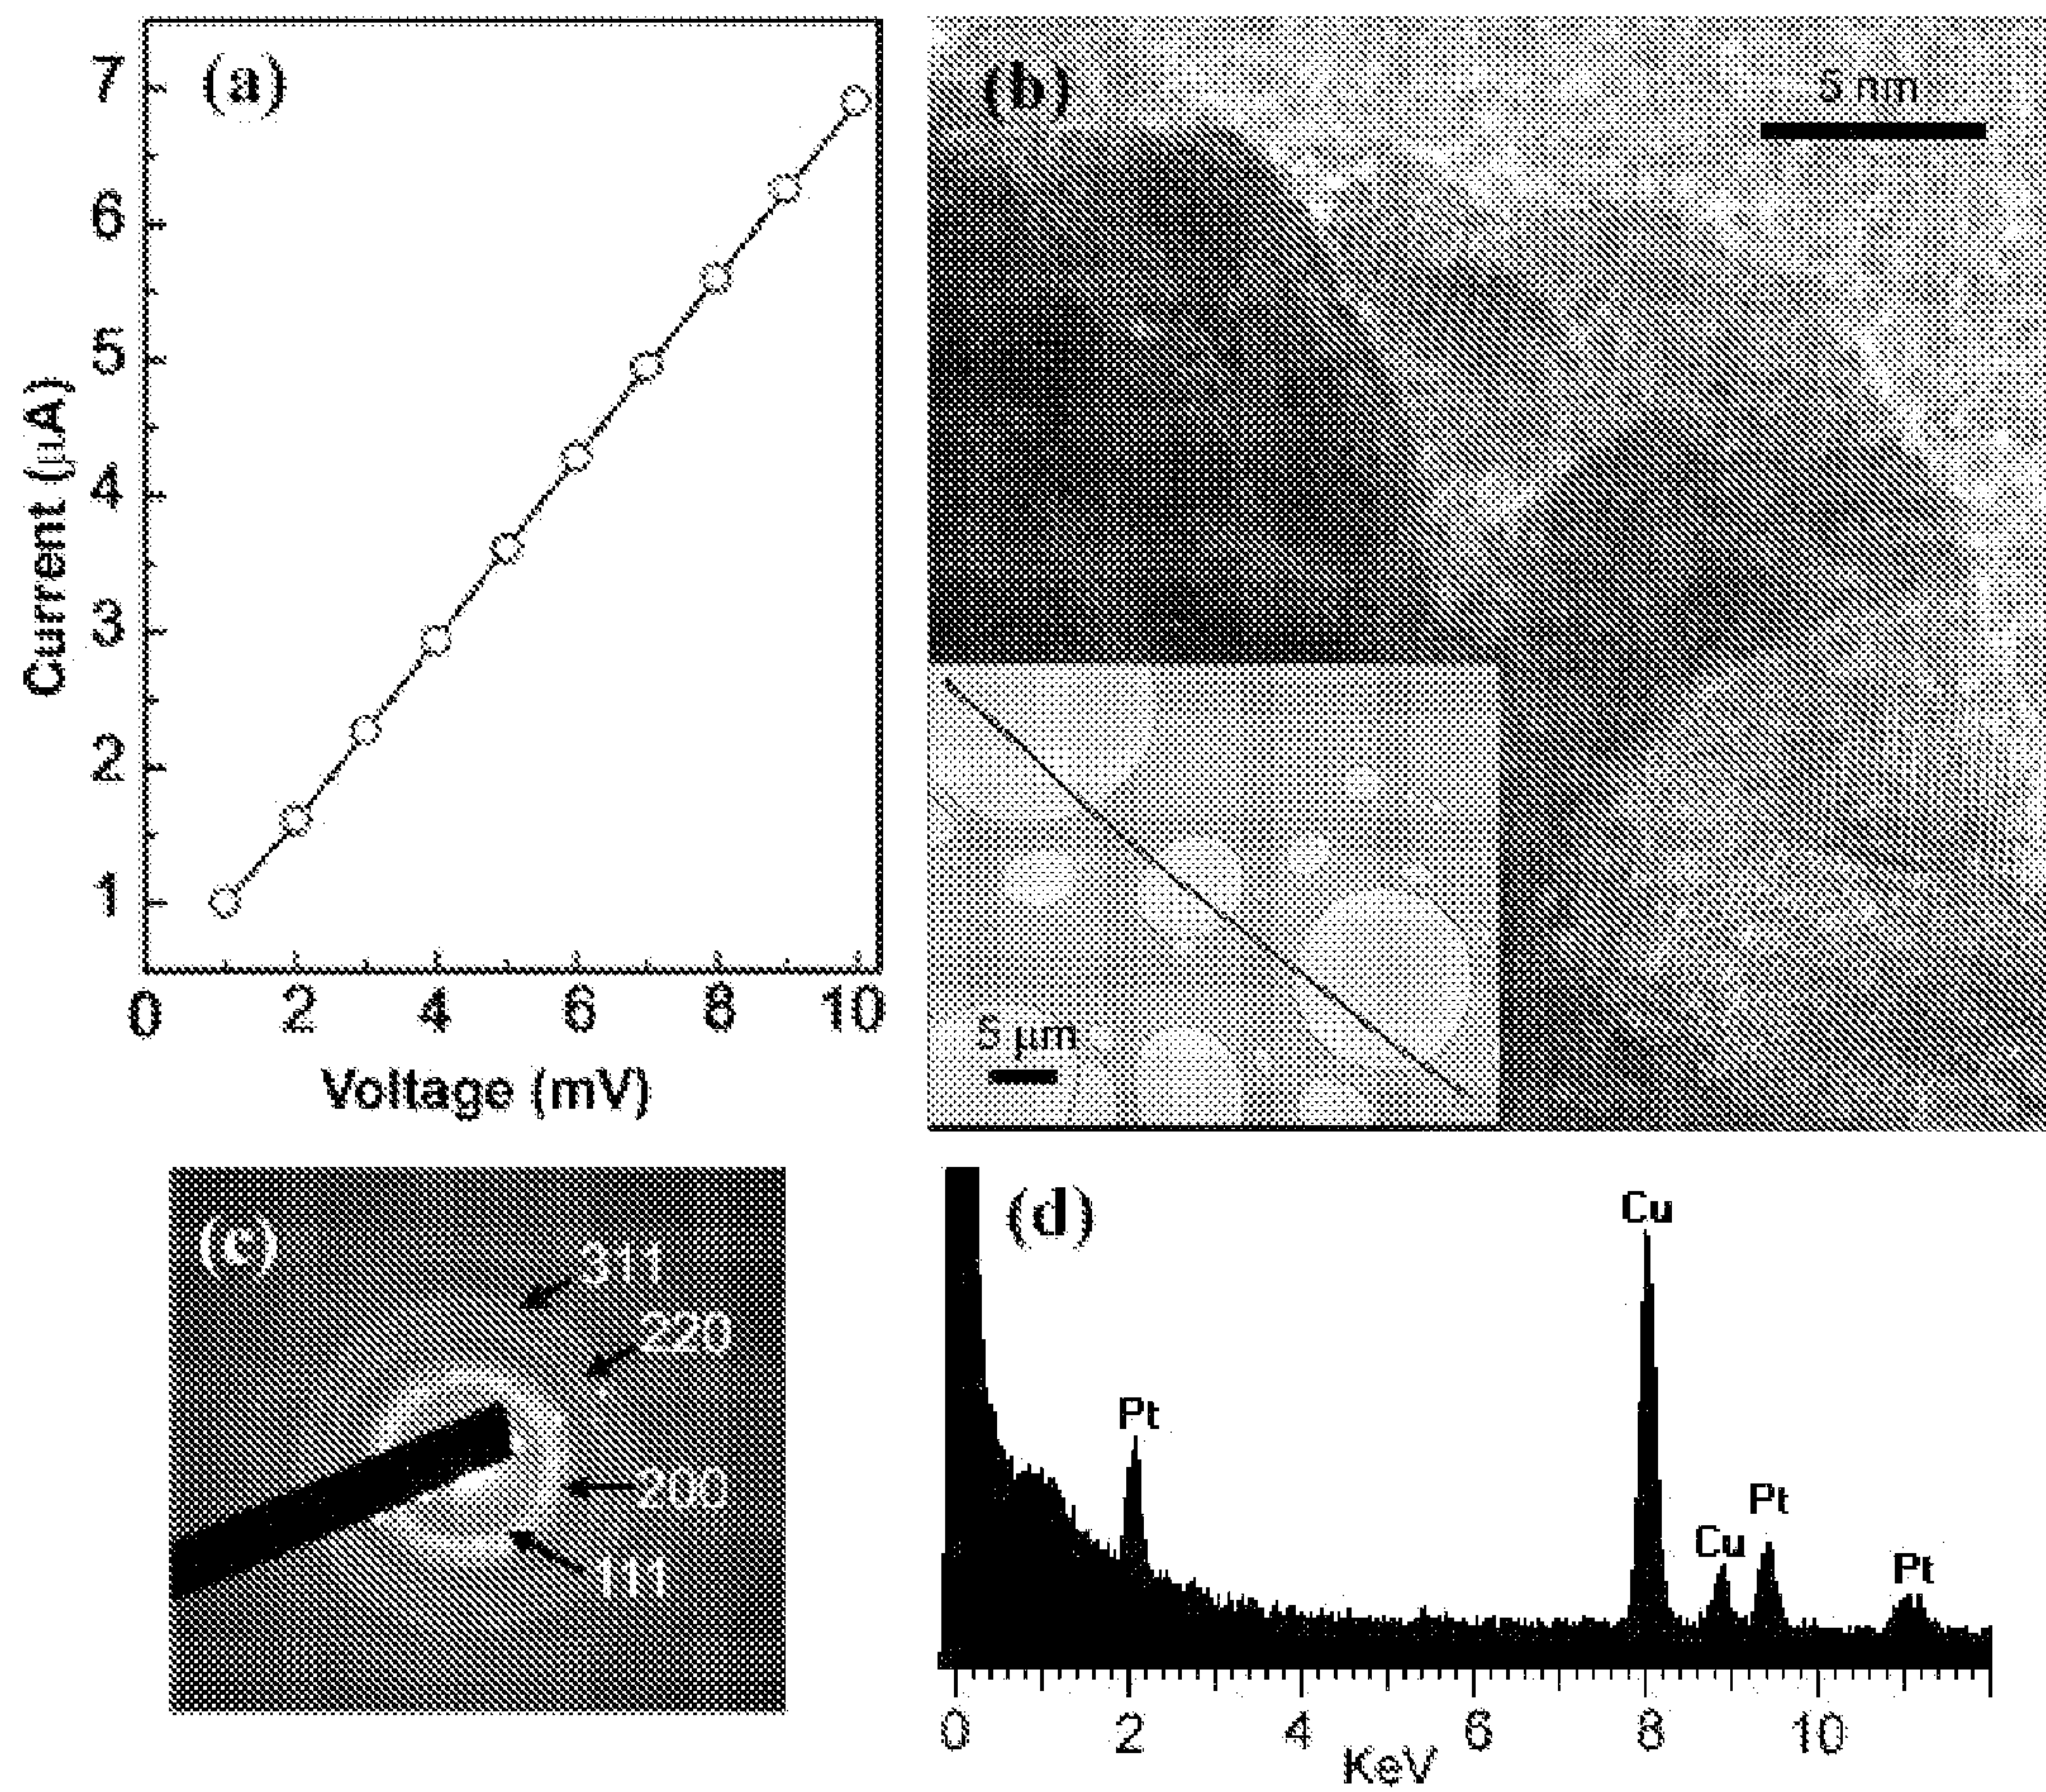 (a)
7
6
5
4
3
2
1
Current (µA)
0 2 4 6 8 10
Voltage (mV)
(b)
5 nm
5 µm
(c)
311
220
200
111
(d)
Cu
Pt
Pt
Cu
Pt
0 2 4 6 8 10
KeV